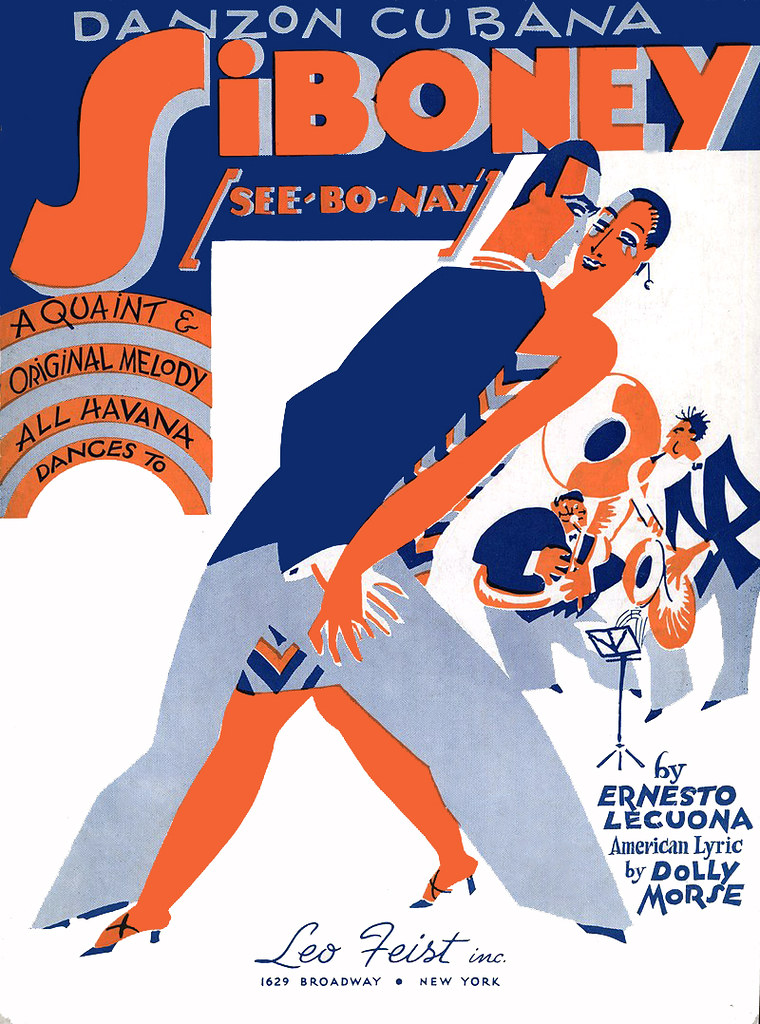 DANZON CUBANA
SiBONEY
[SEE-BO-NAY]
A QUAINT &
ORIGINAL MELODY
ALL HAVANA
DANCES TO
by
ERNESTO
LECUONA
American Lyric
by DOLLY
MORSE
Leo Feist inc.
1629 BROADWAY • NEW YORK